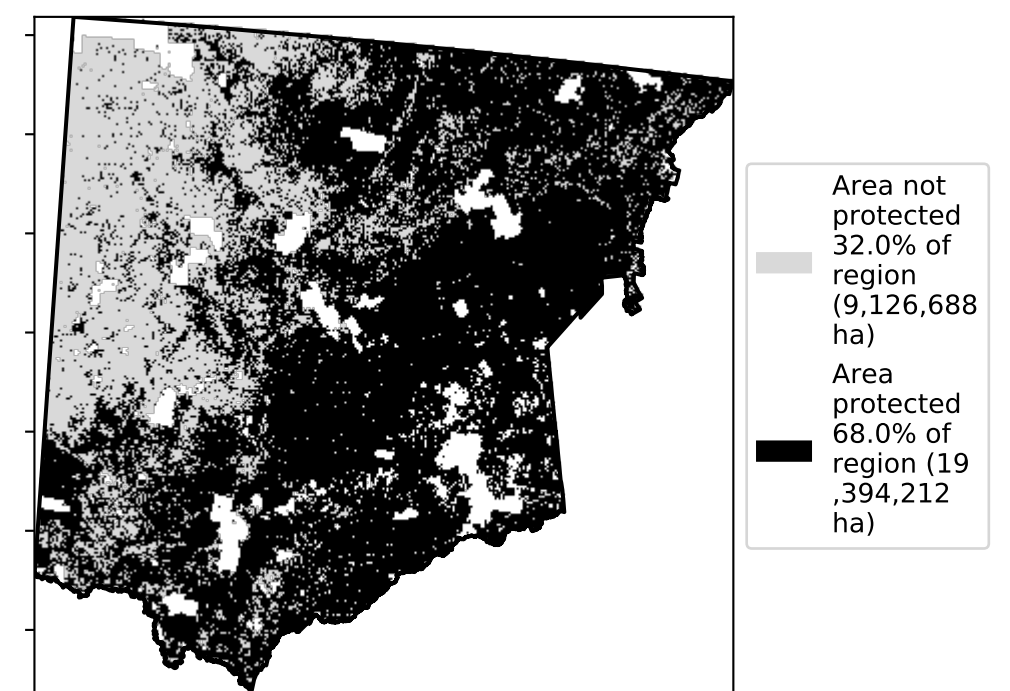 Area not
protected
32.0% of
region
(9,126,688
ha)
Area
protected
68.0% of
region (19
,394,212
ha)